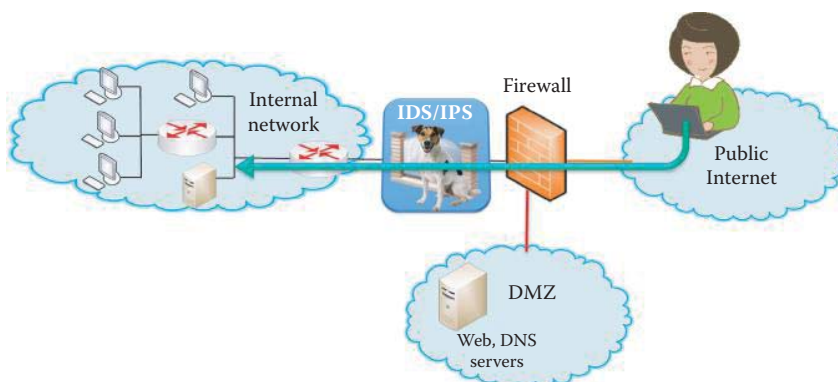 Internal
network
IDS/IPS
Firewall
Public
Internet
DMZ
Web, DNS
servers